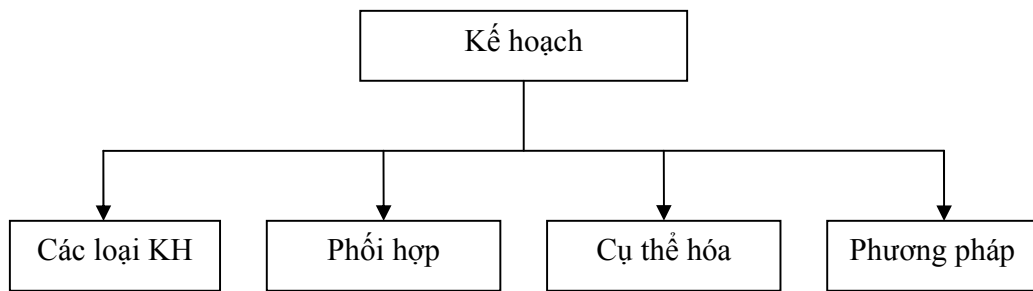 Kế hoạch
Các loại KH
Phối hợp
Cụ thể hóa
Phương pháp